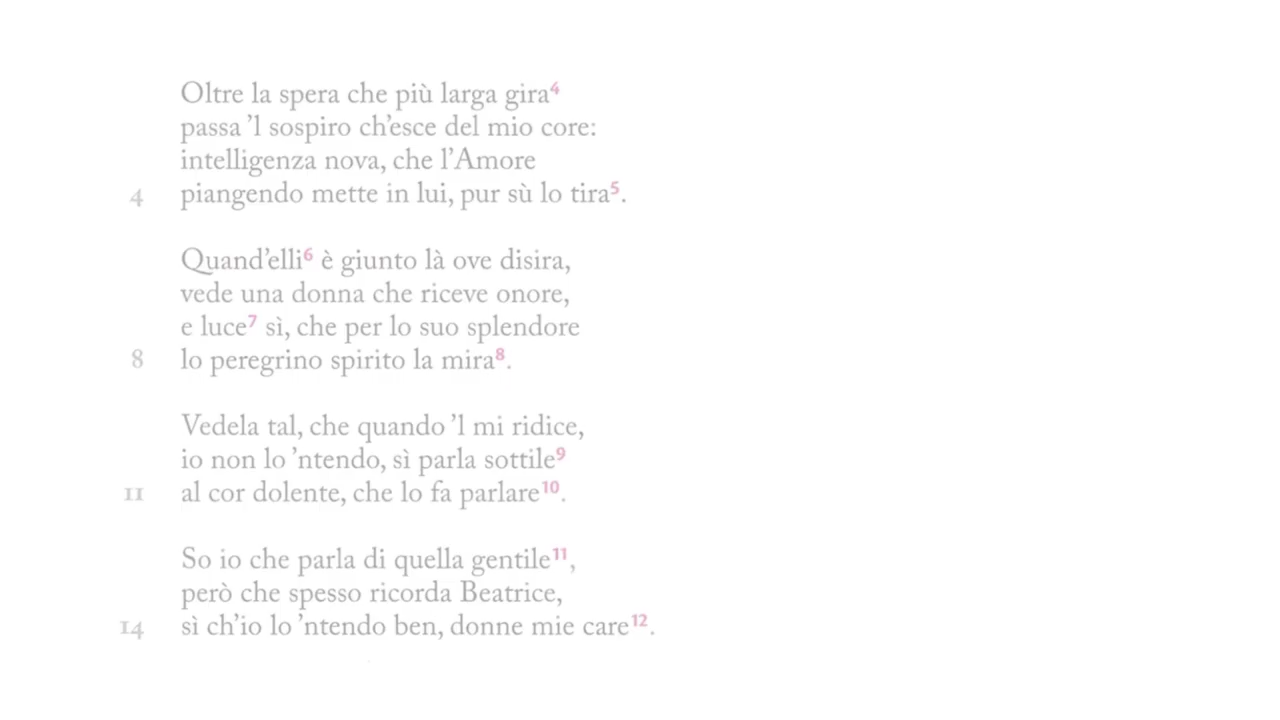 Oltre la spera che più larga gira⁴
passa ’l sospiro ch’esce del mio core:
intelligenza nova, che l’Amore
4 piangendo mette in lui, pur sù lo tira⁵.
Quand’elli⁶ è giunto là ove disira,
vede una donna che riceve onore,
e luce⁷ sì, che per lo suo splendore
8 lo peregrino spirito la mira⁸.
Vedela tal, che quando ’l mi ridice,
io non lo ’ntendo, sì parla sottile⁹
11 al cor dolente, che lo fa parlare¹⁰.
So io che parla di quella gentile¹¹,
però che spesso ricorda Beatrice,
14 sì ch’io lo ’ntendo ben, donne mie care¹².